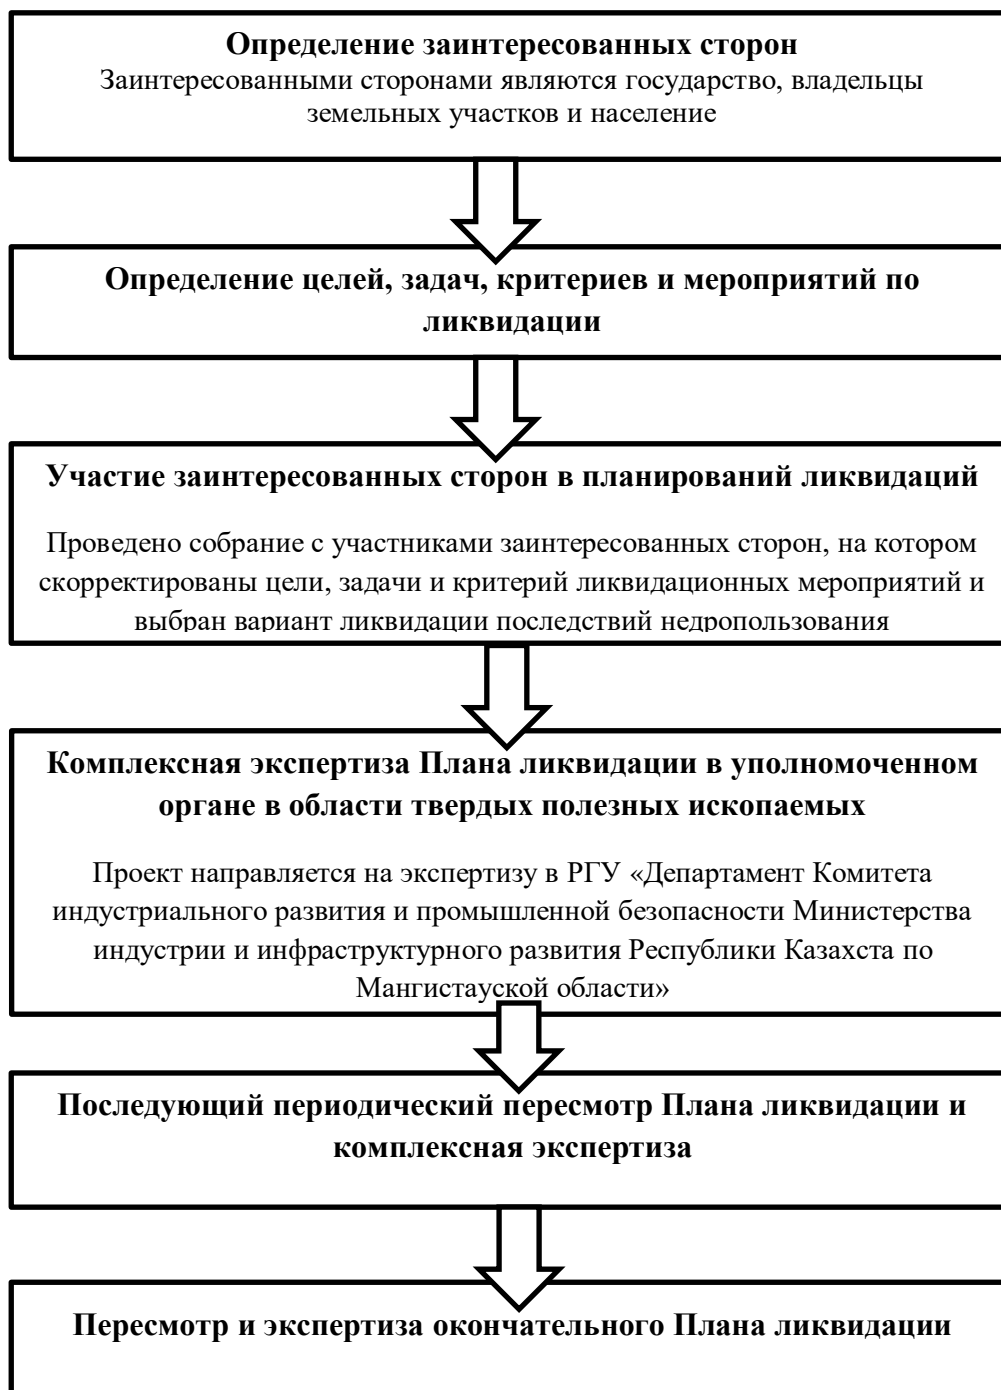 Определение заинтересованных сторон
Заинтересованными сторонами являются государство, владельцы
земельных участков и население
Определение целей, задач, критериев и мероприятий по
ликвидации
Участие заинтересованных сторон в планирований ликвидаций
Проведено собрание с участниками заинтересованных сторон, на котором
скорректированы цели, задачи и критерий ликвидационных мероприятий и
выбран вариант ликвидации последствий недропользования
Комплексная экспертиза Плана ликвидации в уполномоченном
органе в области твердых полезных ископаемых
Проект направляется на экспертизу в РГУ «Департамент Комитета
индустриального развития и промышленной безопасности Министерства
индустрии и инфраструктурного развития Республики Казахста по
Мангистауской области»
Последующий периодический пересмотр Плана ликвидации и
комплексная экспертиза
Пересмотр и экспертиза окончательного Плана ликвидации